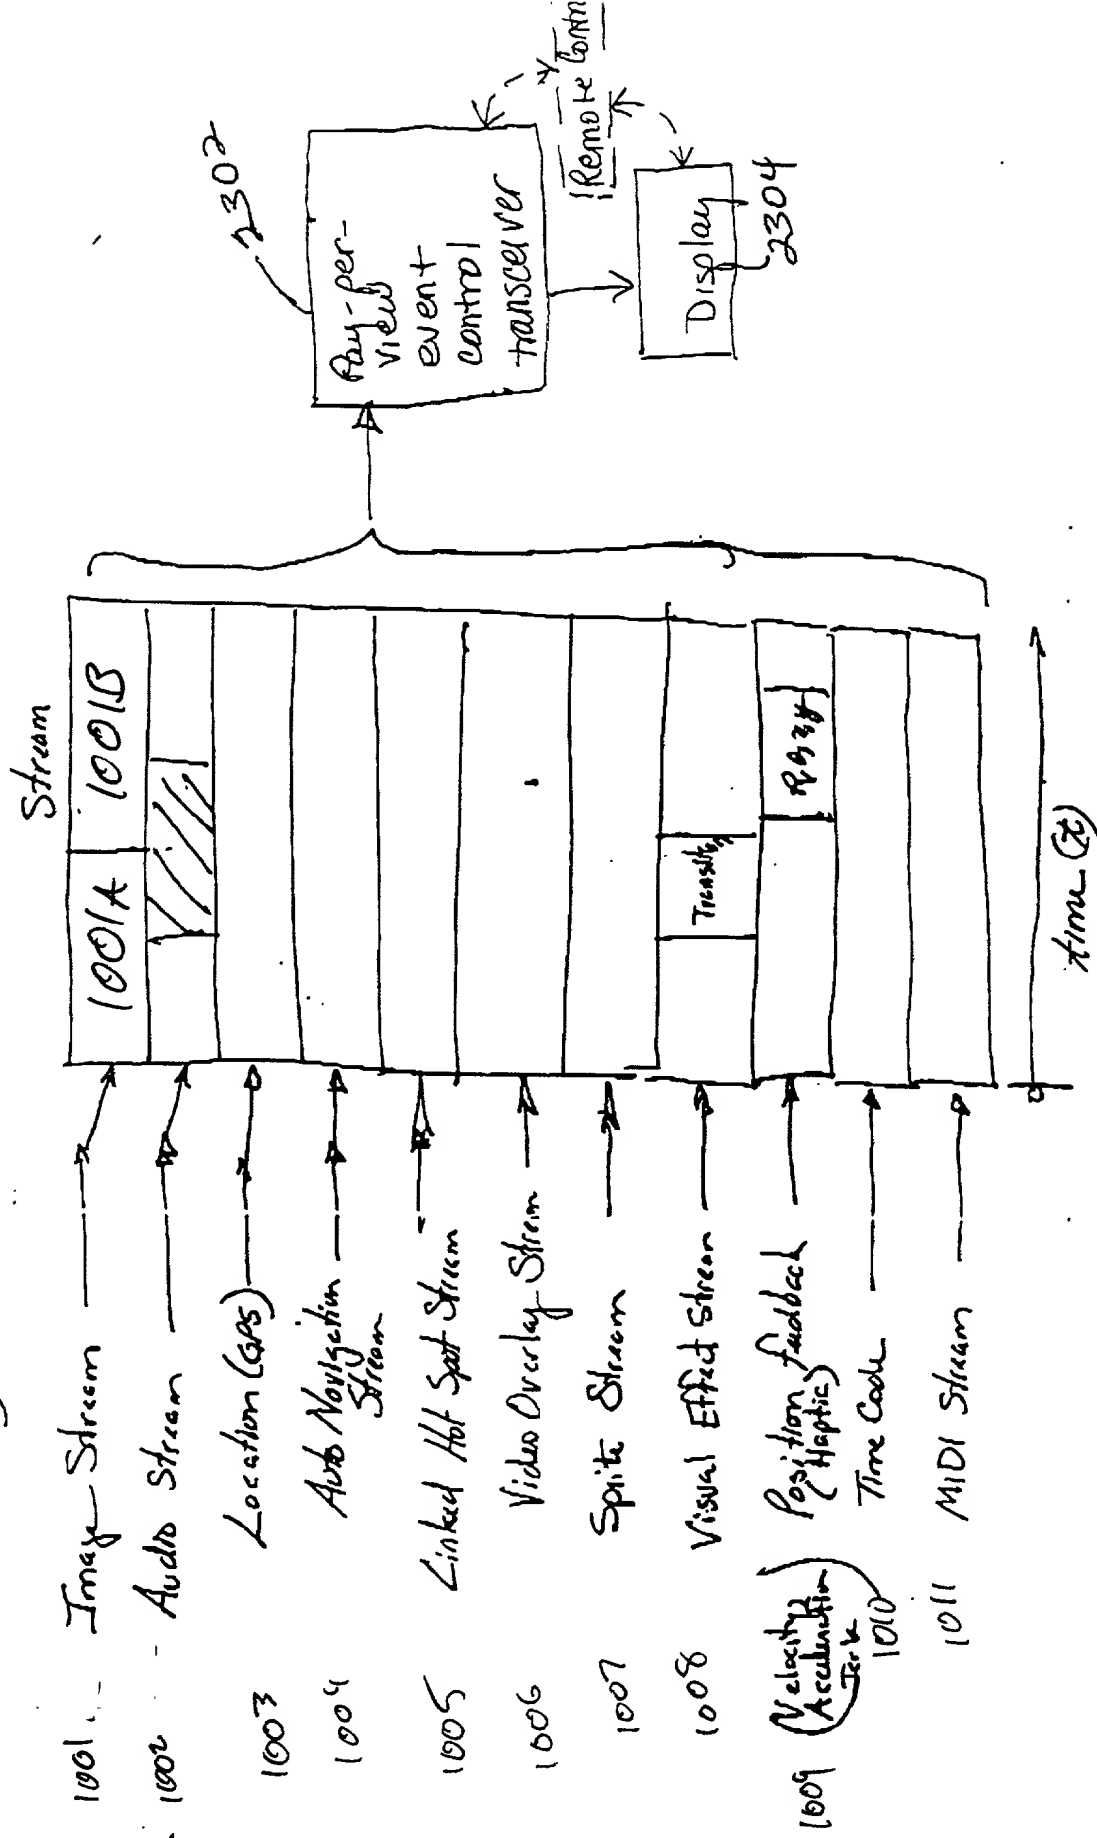 Stream
1001 Image Stream
1001A 1001B
1002 Audio Stream
1003 Location (GPS)
1004 Auto Navigation
Stream
1005 Linked Hot Spot Stream
1006 Video Overlay Stream
1007 Sprite Stream
1008 Visual Effect Stream
1009 (Velocity,
Acceleration
Jerk
Position feedback
(Haptic)
1010 Time Code
1011 MIDI Stream
time (t)
2302
Pay-per-
view
event
control
transceiver
Remote Contr
Display
2304